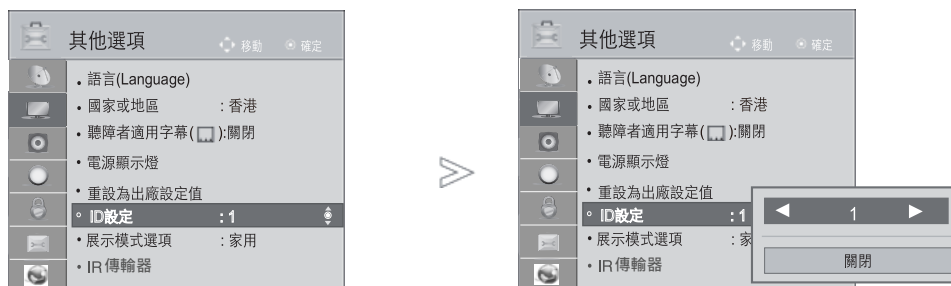 其他選項 移動 確定
• 語言(Language)
• 國家或地區 : 香港
• 聽障者適用字幕( ):關閉
• 電源顯示燈
• 重設為出廠設定值
◦ ID設定 : 1
• 展示模式選項 : 家用
• IR傳輸器
>
其他選項 移動 確定
• 語言(Language)
• 國家或地區 : 香港
• 聽障者適用字幕( ):關閉
• 電源顯示燈
• 重設為出廠設定值
◦ ID設定 : 1
• 展示模式選項 : 家
• IR傳輸器
◀ 1 ▶
關閉